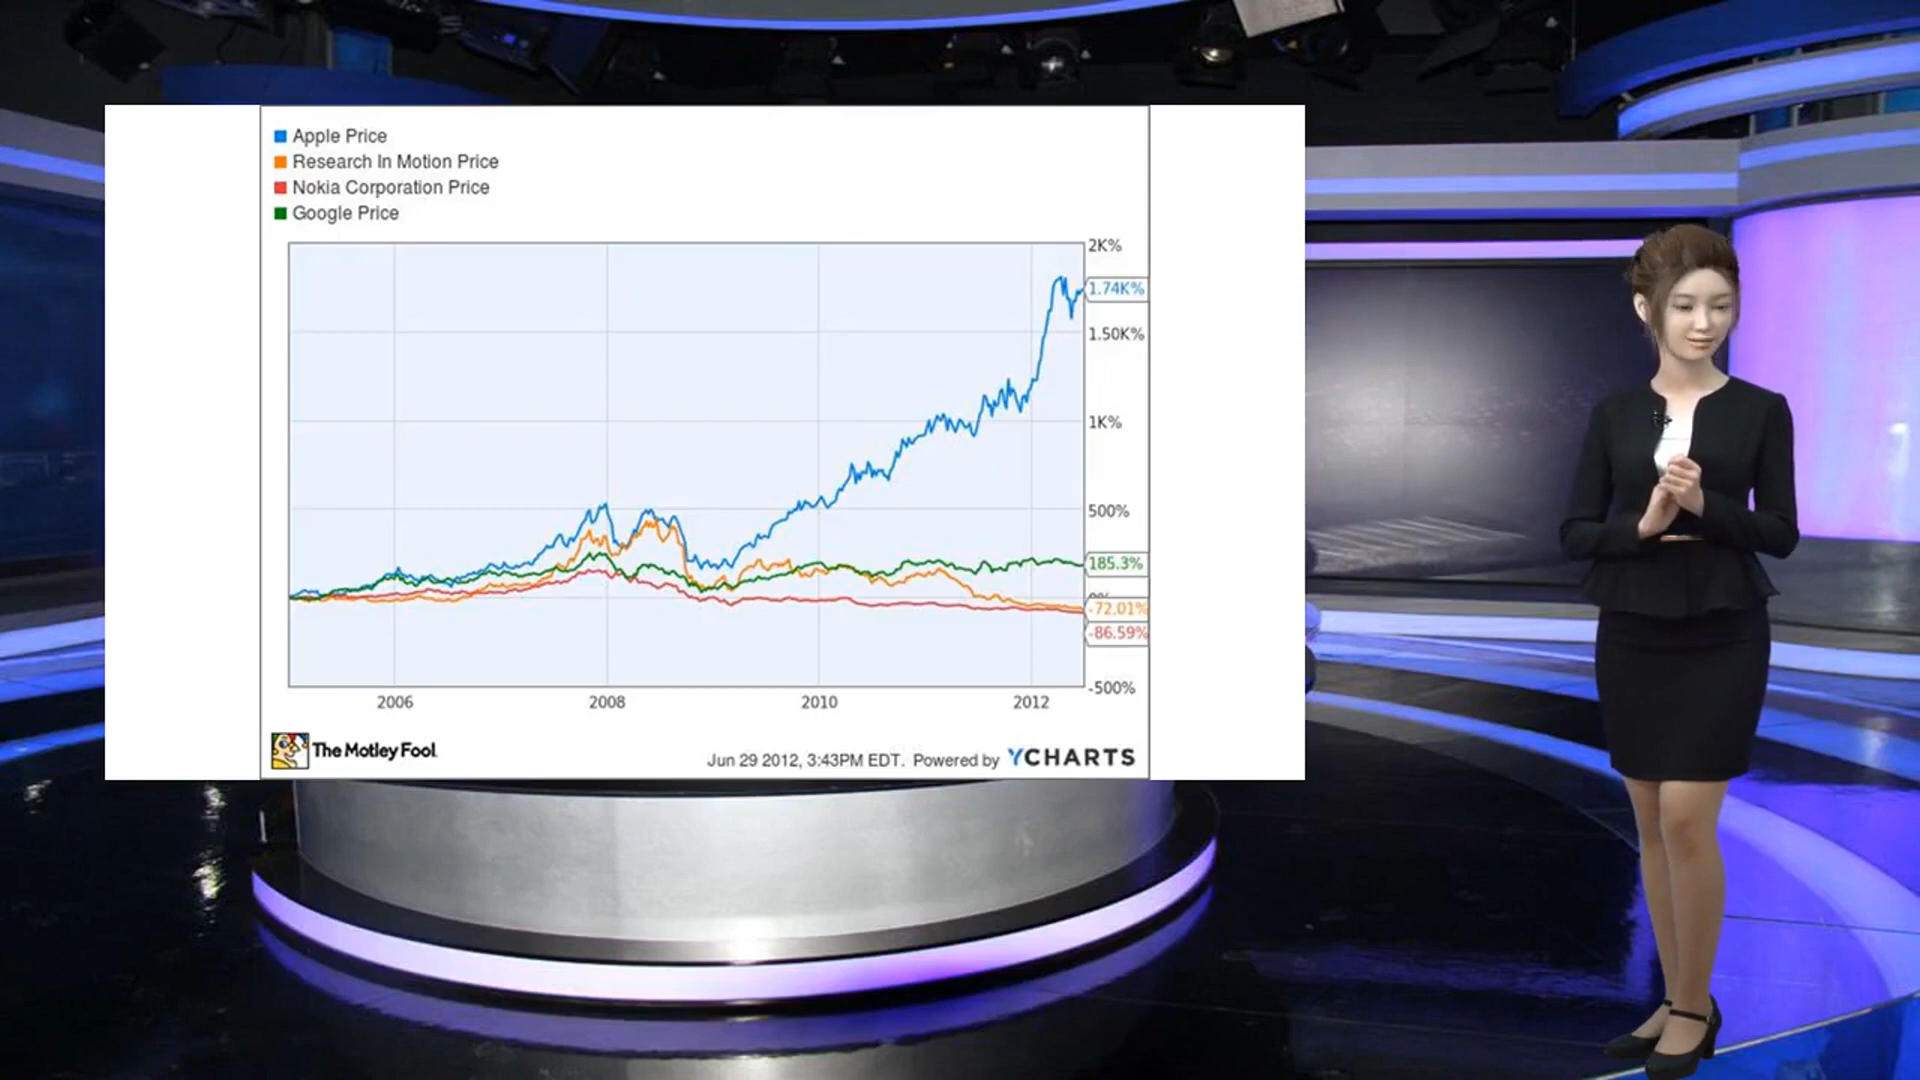 Apple Price
Research In Motion Price
Nokia Corporation Price
Google Price
2K%
1.74K%
1.50K%
1K%
500%
185.3%
-72.01%
-86.59%
-500%
2006 2008 2010 2012
The Motley Fool
Jun 29 2012, 3:43PM EDT. Powered by YCHARTS